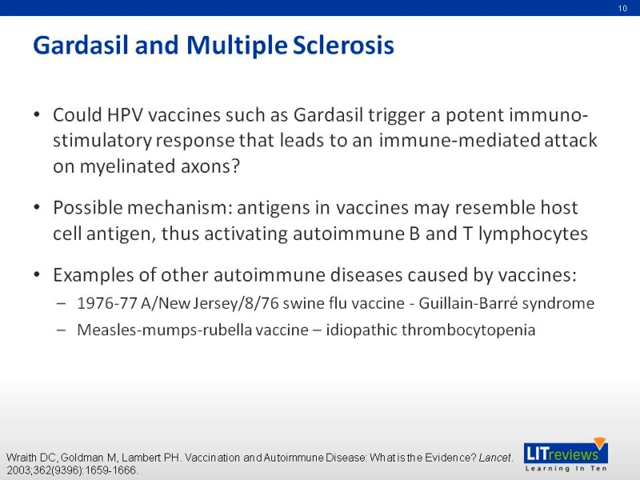 10
Gardasil and Multiple Sclerosis
• Could HPV vaccines such as Gardasil trigger a potent immuno-
stimulatory response that leads to an immune-mediated attack
on myelinated axons?
• Possible mechanism: antigens in vaccines may resemble host
cell antigen, thus activating autoimmune B and T lymphocytes
• Examples of other autoimmune diseases caused by vaccines:
– 1976-77 A/New Jersey/8/76 swine flu vaccine - Guillain-Barré syndrome
– Measles-mumps-rubella vaccine – idiopathic thrombocytopenia
Wraith DC, Goldman M, Lambert PH. Vaccination and Autoimmune Disease: What is the Evidence? Lancet.
2003;362(9396):1659-1666.
LITreviews
Learning In Ten